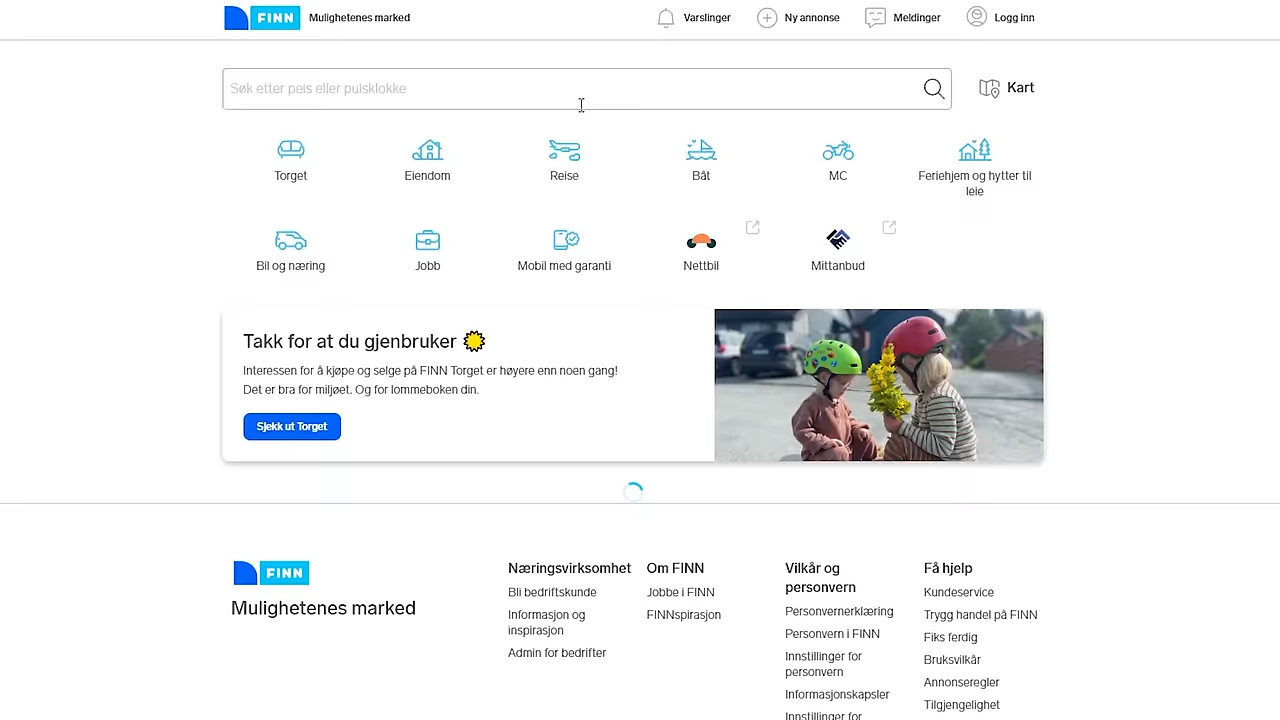 FINN Mulighetenes marked Varslinger Ny annonse Meldinger Logg inn
Søk etter peis eller pulsklokke Kart
Torget Eiendom Reise Båt MC Feriehjem og hytter til
leie
Bil og næring Jobb Mobil med garanti Nettbil Mittanbud
Takk for at du gjenbruker
Interessen for å kjøpe og selge på FINN Torget er høyere enn noen gang!
Det er bra for miljøet. Og for lommeboken din.
Sjekk ut Torget
FINN
Mulighetenes marked
Næringsvirksomhet
Bli bedriftskunde
Informasjon og
inspirasjon
Admin for bedrifter
Om FINN
Jobbe i FINN
FINNspirasjon
Vilkår og
personvern
Personvernerklæring
Personvern i FINN
Innstillinger for
personvern
Informasjonskapsler
Innstillinger for
Få hjelp
Kundeservice
Trygg handel på FINN
Fiks ferdig
Bruksvilkår
Annonseregler
Tilgjengelighet